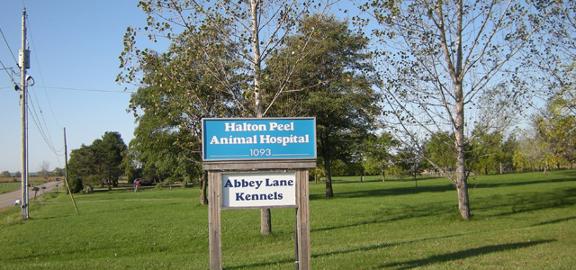 Halton Peel
Animal Hospital
1093
Abbey Lane
Kennels